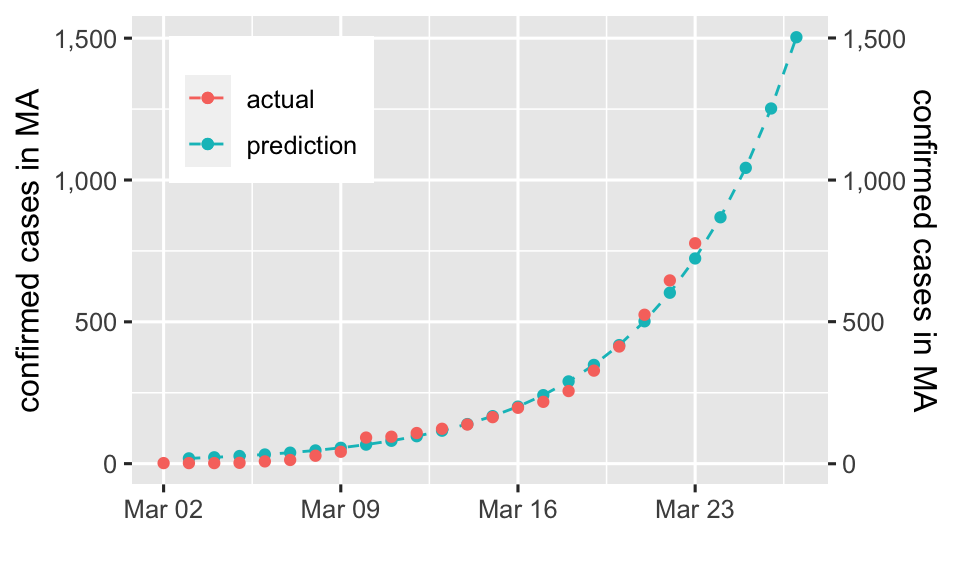 confirmed cases in MA
1,500
1,000
500
0
actual
prediction
1,500
1,000
500
0
confirmed cases in MA
Mar 02
Mar 09
Mar 16
Mar 23